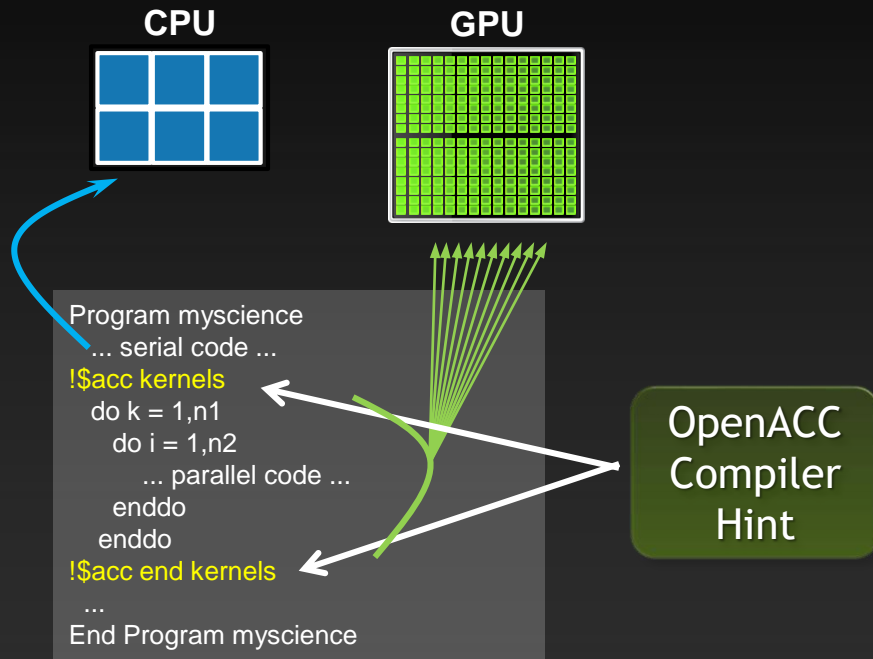 CPU
GPU
Program myscience
... serial code ...
!$acc kernels
do k = 1,n1
do i = 1,n2
... parallel code ...
enddo
enddo
!$acc end kernels
...
End Program myscience
OpenACC
Compiler
Hint